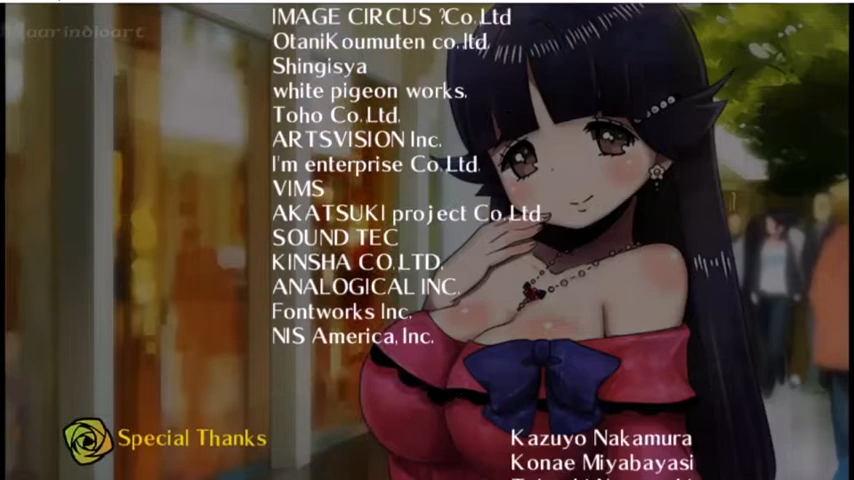 aarindioart
IMAGE CIRCUS ?Co.Ltd
OtaniKoumuten co.ltd.
Shingisya
white pigeon works.
Toho Co.Ltd.
ARTSVISION Inc.
I'm enterprise Co.Ltd
VIMS
AKATSUKI project Co.Ltd
SOUND TEC
KINSHA CO.,LTD.
ANALOGICAL INC.
Fontworks Inc.
NIS America, Inc.
Special Thanks
Kazuyo Nakamura
Konae Miyabayasi